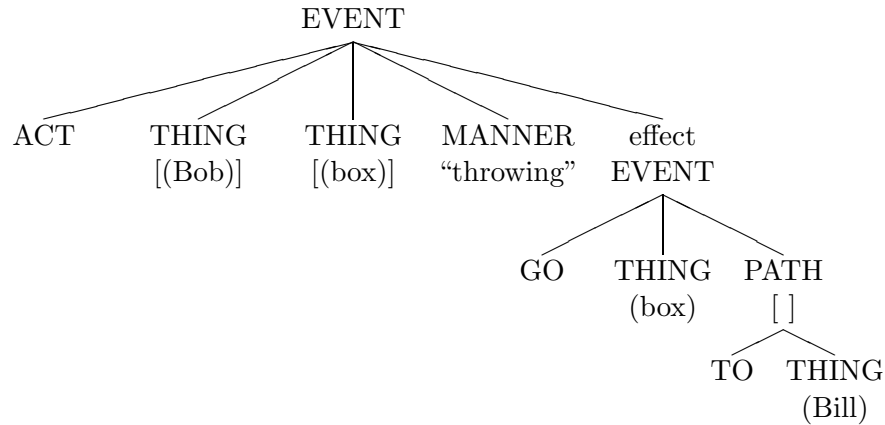 EVENT
ACT THING THING MANNER effect
[(Bob)] [(box)] “throwing” EVENT
GO THING PATH
(box) [ ]
TO THING
(Bill)